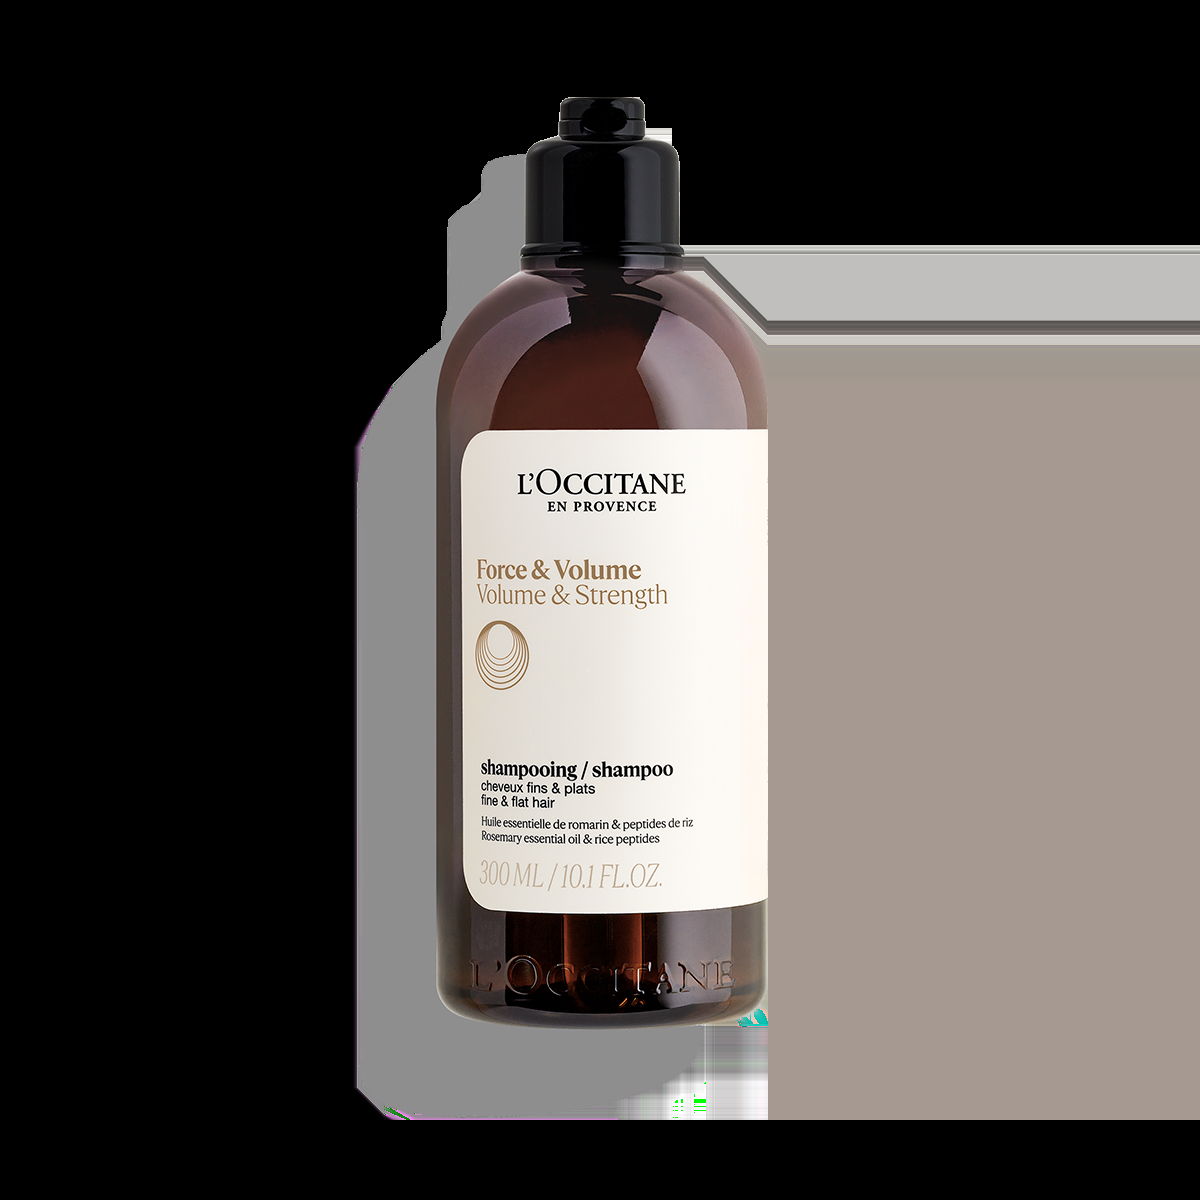 L'OCCITANE
EN PROVENCE
Force & Volume
Volume & Strength
shampooing / shampoo
cheveux fins & plats
fine & flat hair
Huile essentielle de romarin & peptides de riz
Rosemary essential oil & rice peptides
300 ML / 10.1 FL.OZ.
L'OCCITANE